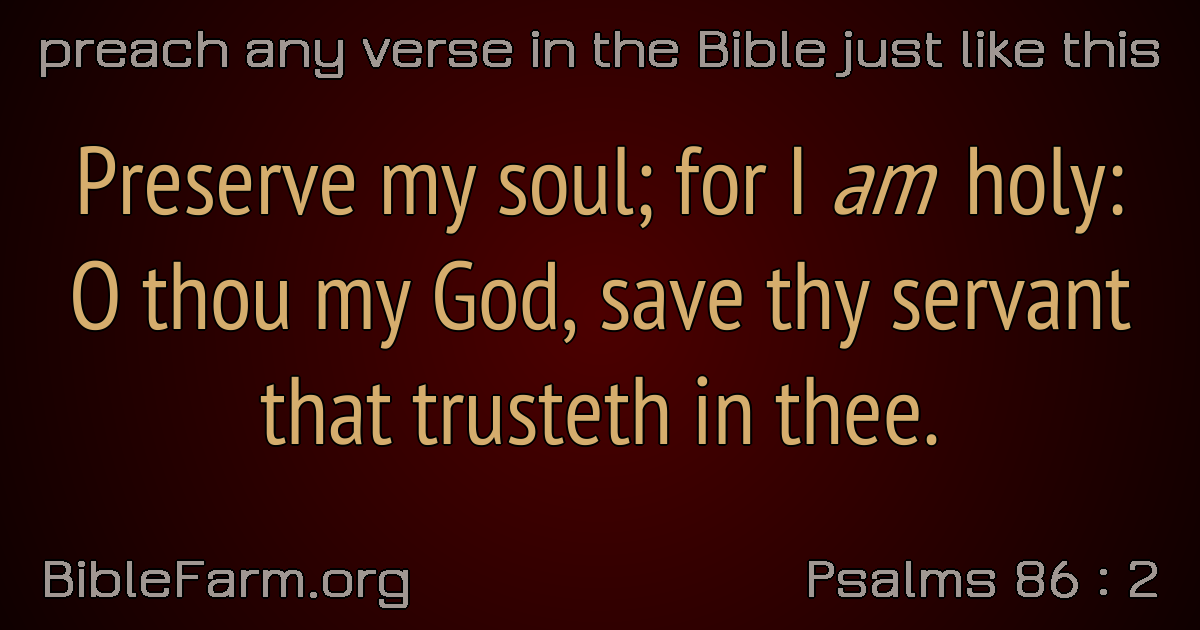 preach any verse in the Bible just like this
Preserve my soul; for I am holy:
O thou my God, save thy servant
that trusteth in thee.
BibleFarm.org
Psalms 86 : 2